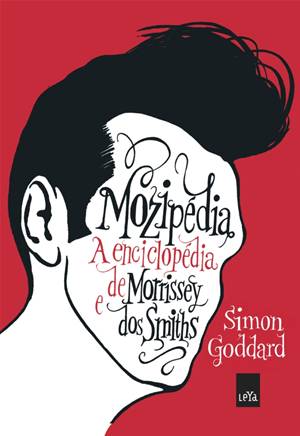 Mozipédia
A enciclopédia
de Morrissey
e dos Smiths
Simon
Goddard
LeYa